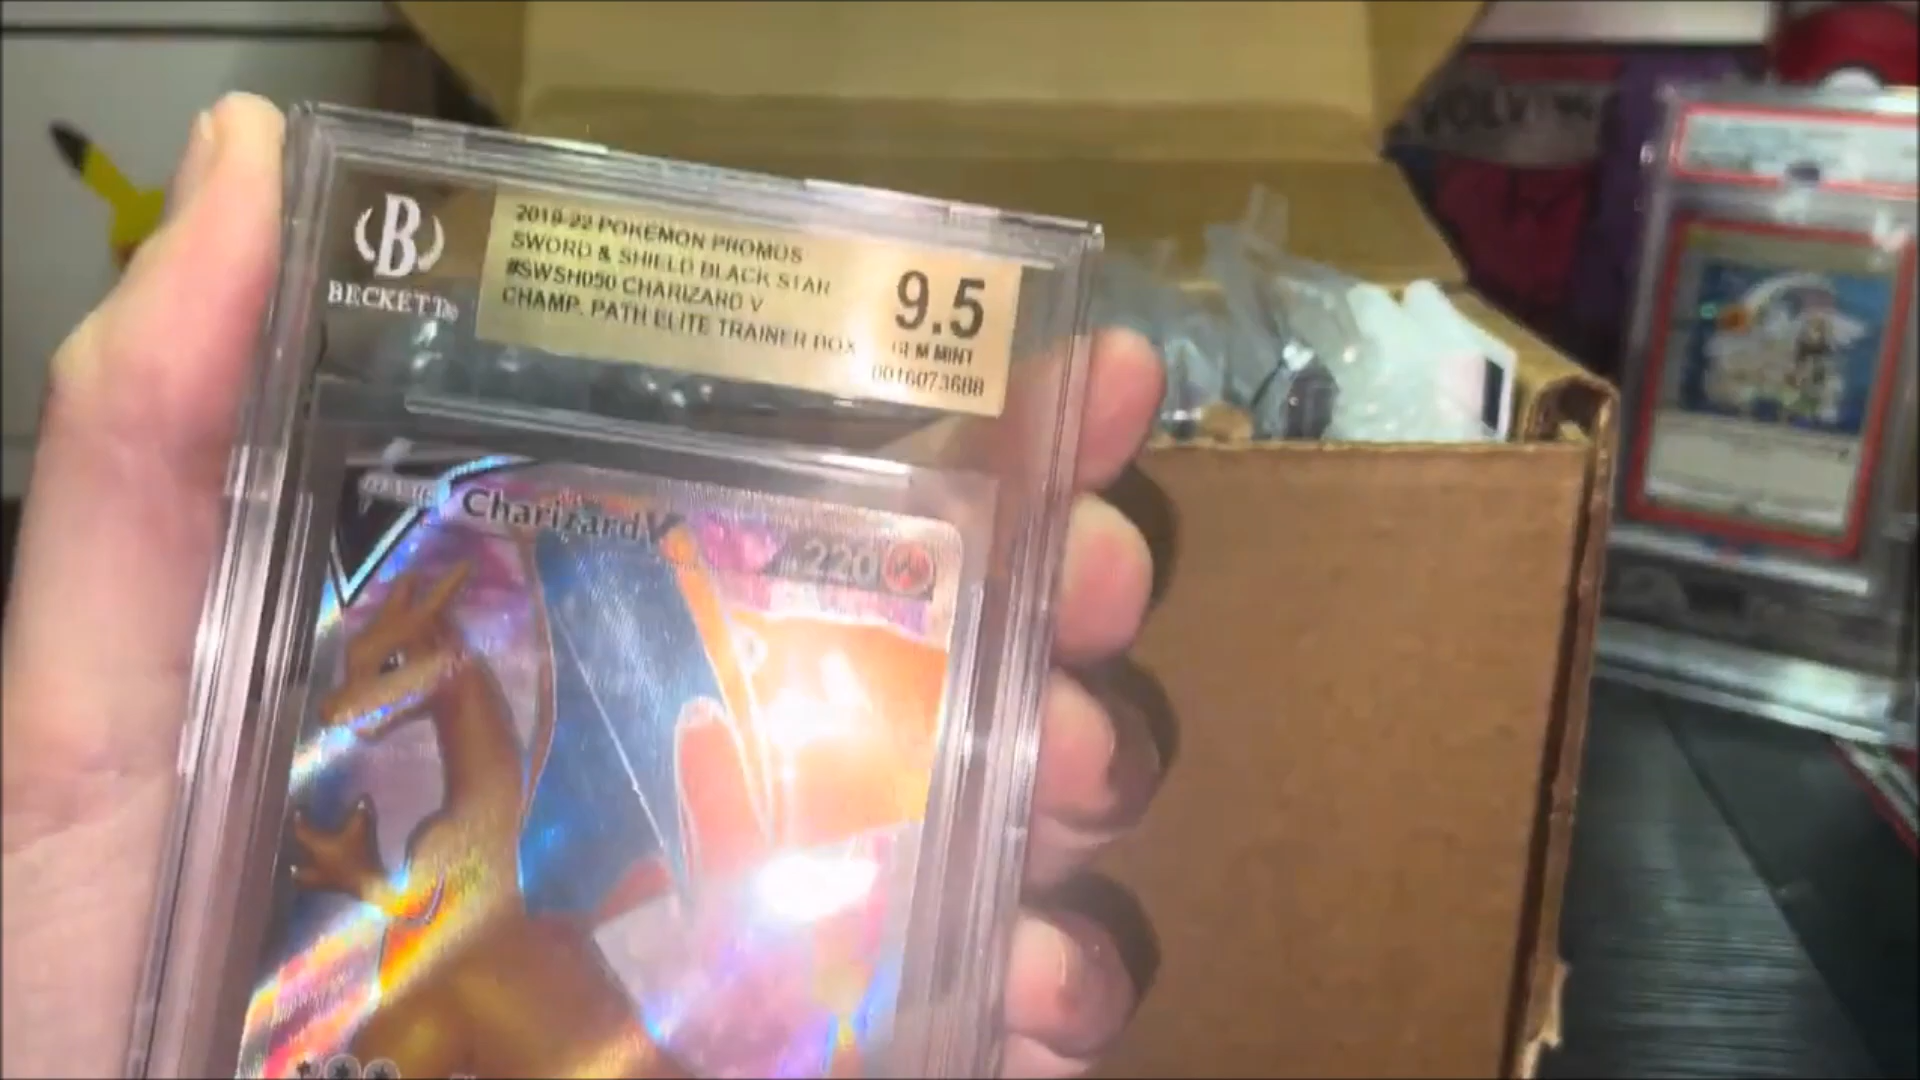 B
BECKETT®
2019-22 POKEMON PROMOS
SWORD & SHIELD BLACK STAR
#SWSH050 CHARIZARD V
CHAMP. PATH ELITE TRAINER BOX
9.5
GEM MINT
0016073688
Charizard V
220
VOLV